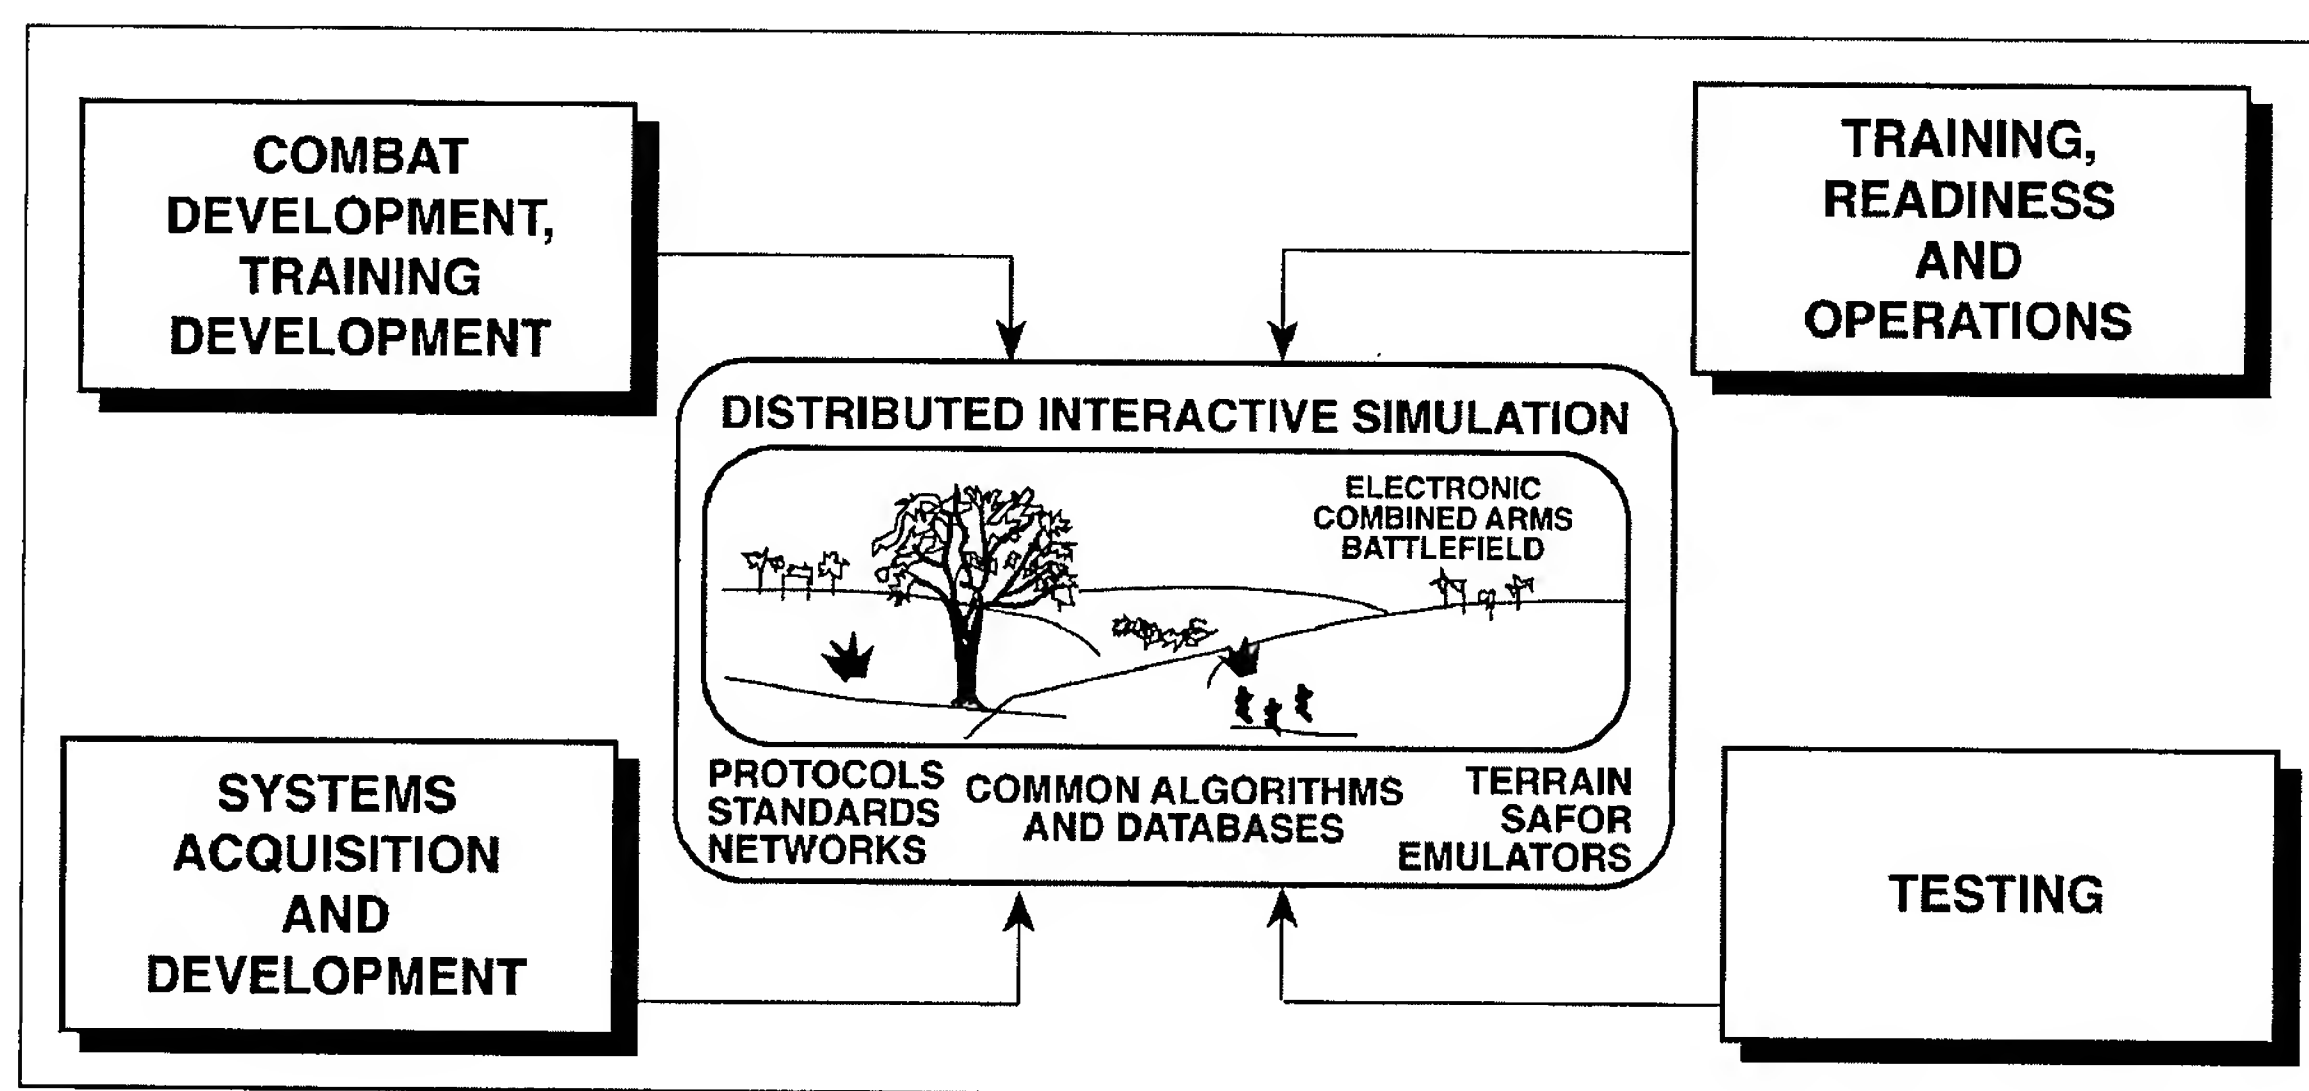 COMBAT
DEVELOPMENT,
TRAINING
DEVELOPMENT
TRAINING,
READINESS
AND
OPERATIONS
DISTRIBUTED INTERACTIVE SIMULATION
ELECTRONIC
COMBINED ARMS
BATTLEFIELD
PROTOCOLS
STANDARDS
NETWORKS
COMMON ALGORITHMS
AND DATABASES
TERRAIN
SAFOR
EMULATORS
SYSTEMS
ACQUISITION
AND
DEVELOPMENT
TESTING